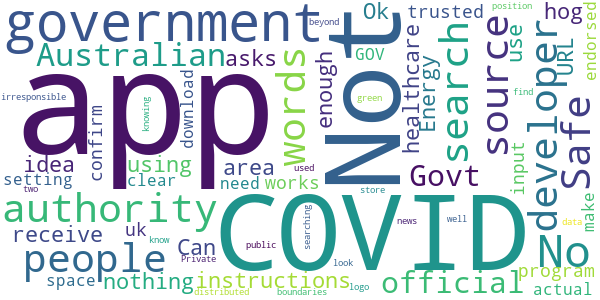 government beyond Ok trusted hog
position
Australian asks GOV
app Not
words enough healthcare Energy search source use developer URL Safe endorsed
irresponsible knowing confirm download green find
idea using area Govt input
setting two clear need works used store
authority COVID No
receive uk Can searching public news well know make
people Private look data
space nothing instructions official program
distributed boundaries logo actual